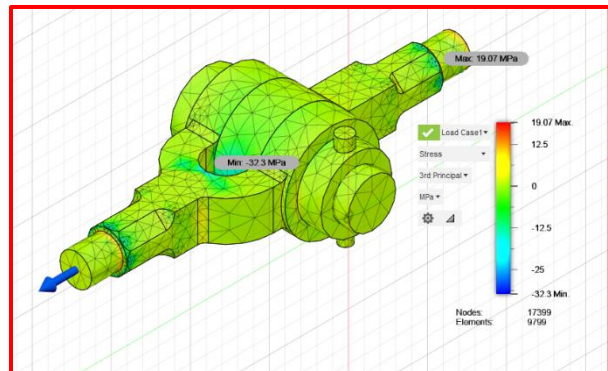 Max: 19.07 MPa
Load Case1
19.07 Max.
Stress
12.5
Min: -32.3 MPa
3rd Principal
0
MPa
-12.5
-25
-32.3 Min.
Nodes: 17399
Elements: 9799